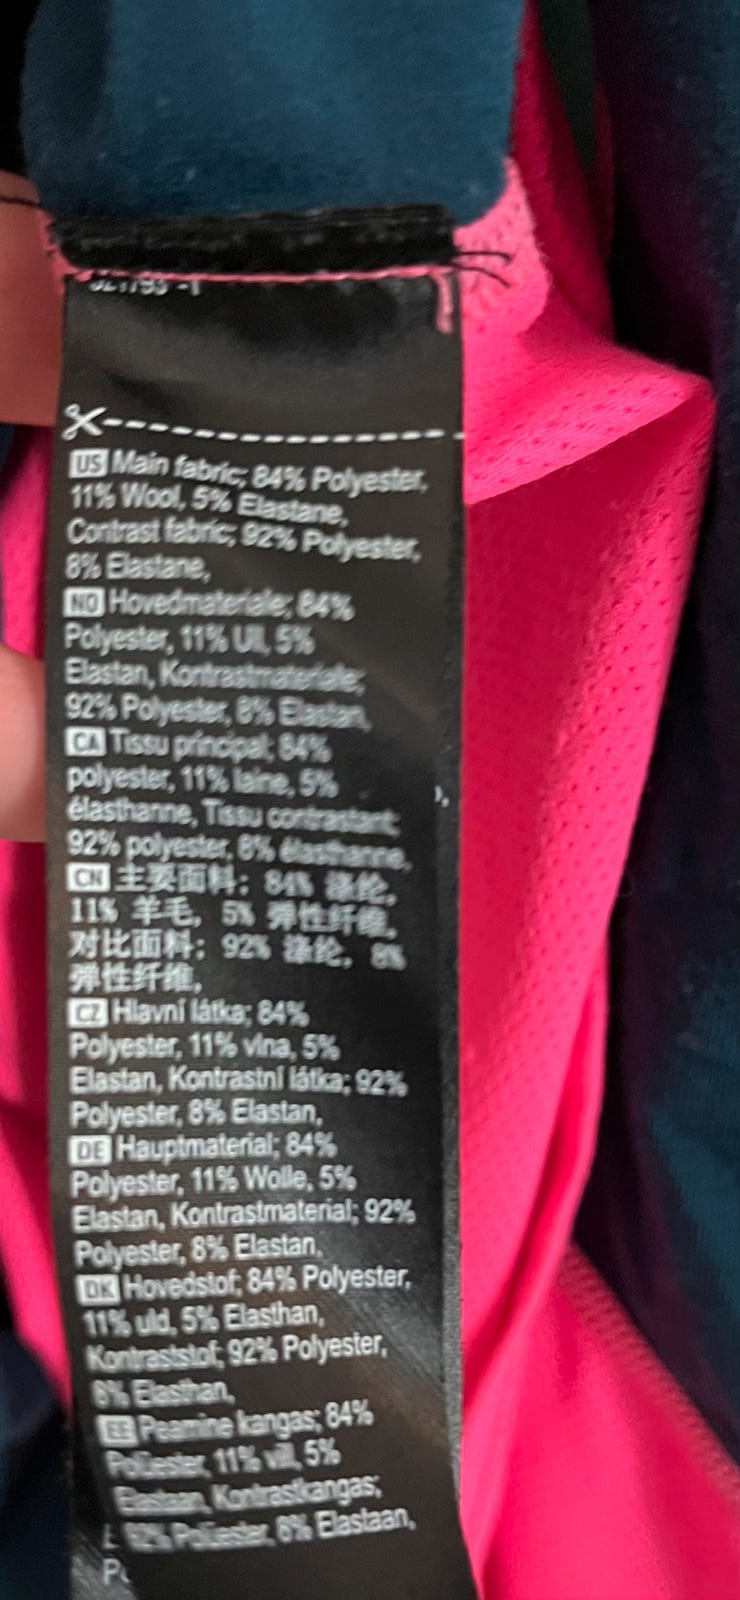 US Main fabric; 84% Polyester,
11% Wool, 5% Elastane,
Contrast fabric; 92% Polyester,
8% Elastane,
NO Hovedmateriale; 84%
Polyester, 11% Ull, 5%
Elastan, Kontrastmateriale;
92% Polyester, 8% Elastan,
CA Tissu principal; 84%
polyester, 11% laine, 5%
élasthanne, Tissu contrastant;
92% polyester, 8% élasthanne,
CN 主要面料; 84% 涤纶,
11% 羊毛, 5% 弹性纤维,
对比面料; 92% 涤纶, 8%
弹性纤维,
CZ Hlavní látka; 84%
Polyester, 11% vlna, 5%
Elastan, Kontrastní látka; 92%
Polyester, 8% Elastan,
DE Hauptmaterial; 84%
Polyester, 11% Wolle, 5%
Elastan, Kontrastmaterial; 92%
Polyester, 8% Elastan,
DK Hovedstof; 84% Polyester,
11% uld, 5% Elasthan,
Kontraststof; 92% Polyester,
8% Elasthan,
EE Peamine kangas; 84%
Polüester, 11% vill, 5%
Elastaan, Kontrastkangas;
92% Polüester, 8% Elastaan,